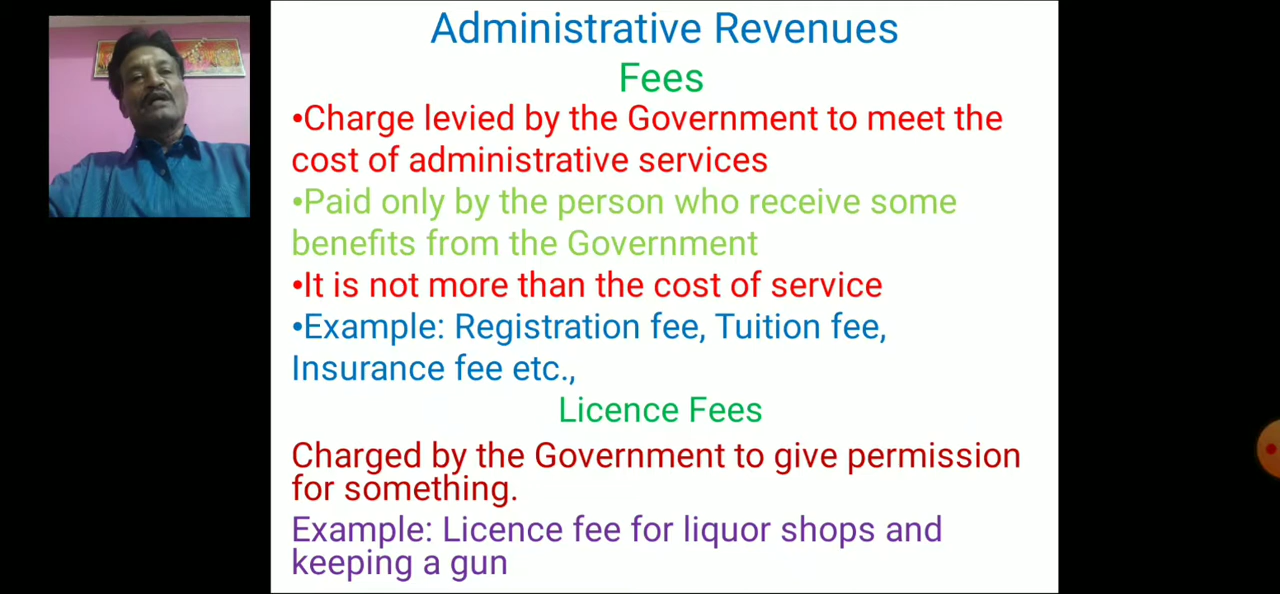 Administrative Revenues
Fees
•Charge levied by the Government to meet the
cost of administrative services
•Paid only by the person who receive some
benefits from the Government
•It is not more than the cost of service
•Example: Registration fee, Tuition fee,
Insurance fee etc.,
Licence Fees
Charged by the Government to give permission
for something.
Example: Licence fee for liquor shops and
keeping a gun